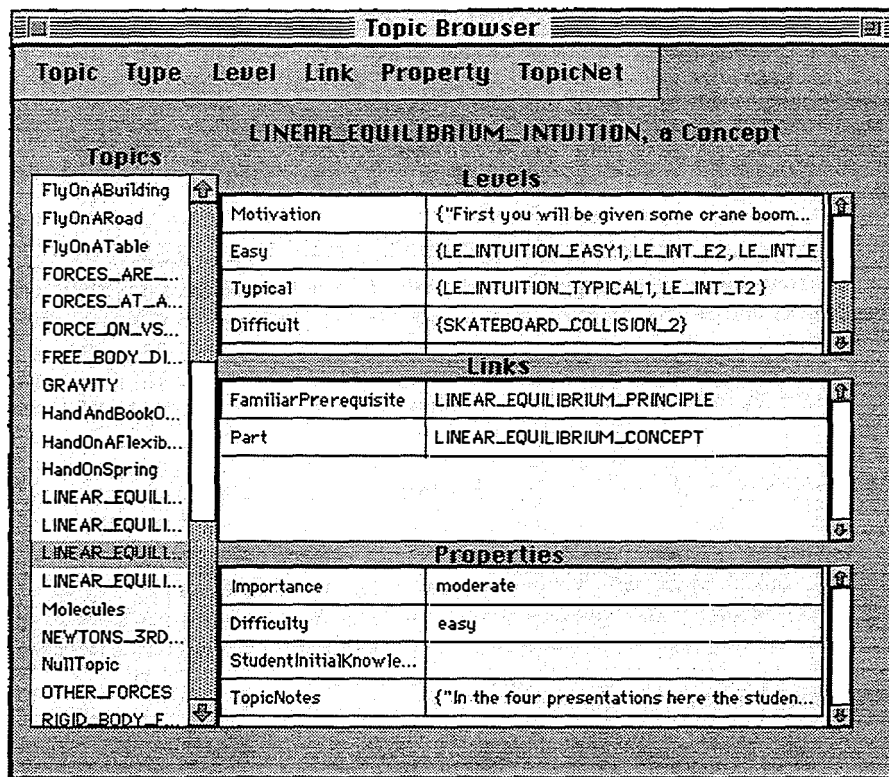 Topic Browser
Topic Type Level Link Property TopicNet
LINEAR_EQUILIBRIUM_INTUITION, a Concept
Topics
FlyOnABuilding
FlyOnARoad
FlyOnATable
FORCES_ARE_...
FORCES_AT_A...
FORCE_ON_VS...
FREE_BODY_DI...
GRAVITY
HandAndBookO...
HandOnAFlexib...
HandOnSpring
LINEAR_EQUILI...
LINEAR_EQUILI...
LINEAR_EQUILI...
LINEAR_EQUILI...
Molecules
NEWTONS_3RD...
NullTopic
OTHER_FORCES
RIGID_BODY_F...
Levels
Motivation {"First you will be given some crane boom...
Easy {LE_INTUITION_EASY1, LE_INT_E2, LE_INT_E
Typical {LE_INTUITION_TYPICAL1, LE_INT_T2}
Difficult {SKATEBOARD_COLLISION_2}
Links
FamiliarPrerequisite LINEAR_EQUILIBRIUM_PRINCIPLE
Part LINEAR_EQUILIBRIUM_CONCEPT
Properties
Importance moderate
Difficulty easy
StudentInitialKnowle...
TopicNotes {"In the four presentations here the studen...